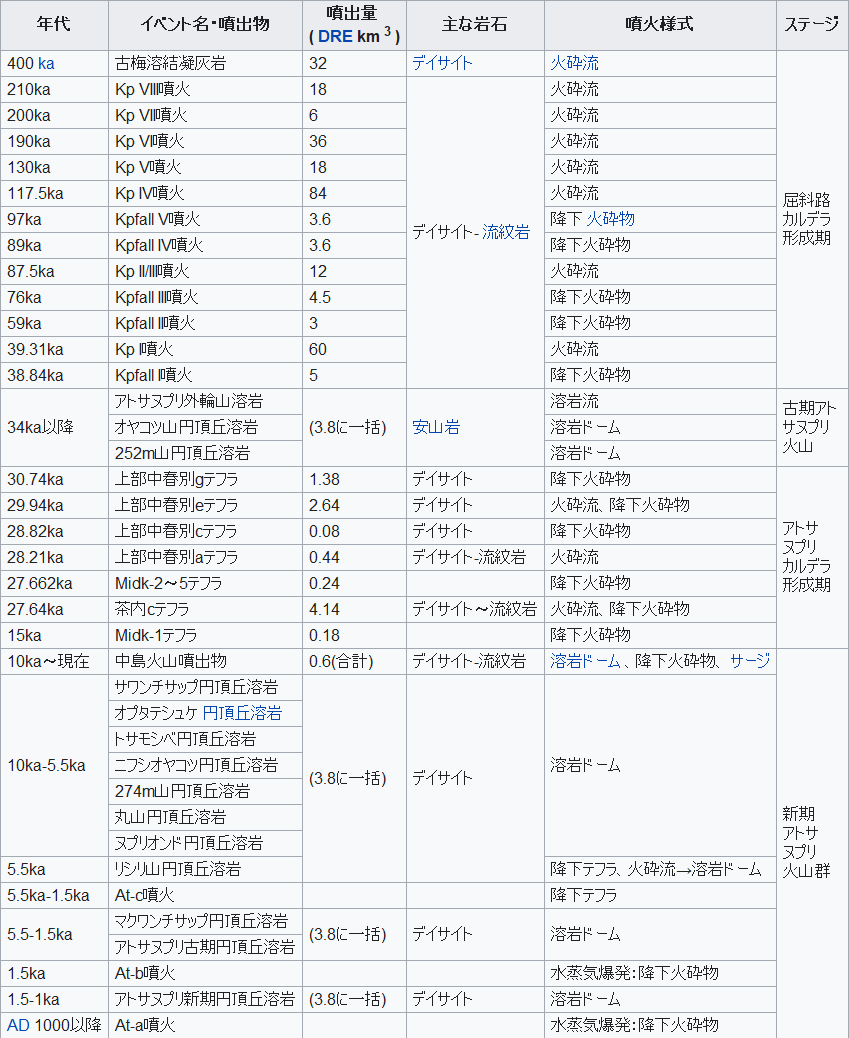 年代 イベント名・噴出物 噴出量 主な岩石 噴火様式 ステージ
( DRE km 3 )
400 ka 古梅溶結凝灰岩 32 デイサイト 火砕流
210ka Kp Ⅷ噴火 18 火砕流
200ka Kp Ⅶ噴火 6 火砕流
190ka Kp Ⅵ噴火 36 火砕流
130ka Kp Ⅴ噴火 18 火砕流
117.5ka Kp Ⅳ噴火 84 火砕流
97ka Kpfall Ⅴ噴火 3.6 デイサイト- 流紋岩 降下 火砕物
屈斜路
カルデラ
形成期
89ka Kpfall Ⅳ噴火 3.6 降下火砕物
87.5ka Kp Ⅱ/Ⅲ噴火 12 火砕流
76ka Kpfall Ⅲ噴火 4.5 降下火砕物
59ka Kpfall Ⅱ噴火 3 降下火砕物
39.31ka Kp Ⅰ噴火 60 火砕流
38.84ka Kpfall Ⅰ噴火 5 降下火砕物
34ka以降 アトサヌプリ外輪山溶岩 (3.8に一括) 安山岩 溶岩流
オヤコツ山円頂丘溶岩 溶岩ドーム
252m山円頂丘溶岩 溶岩ドーム
古期アト
サヌプリ
火山
30.74ka 上部中春別gテフラ 1.38 デイサイト 降下火砕物
29.94ka 上部中春別eテフラ 2.64 デイサイト 火砕流、降下火砕物
28.82ka 上部中春別cテフラ 0.08 デイサイト 降下火砕物
28.21ka 上部中春別aテフラ 0.44 デイサイト-流紋岩 火砕流
アトサ
ヌプリ
カルデラ
形成期
27.662ka Midk-2～5テフラ 0.24 降下火砕物
27.64ka 茶内cテフラ 4.14 デイサイト～流紋岩 火砕流、降下火砕物
15ka Midk-1テフラ 0.18 降下火砕物
10ka～現在 中島火山噴出物 0.6(合計) デイサイト-流紋岩 溶岩ドーム 、降下火砕物、 サージ
10ka-5.5ka サワンチサップ円頂丘溶岩 (3.8に一括) デイサイト 溶岩ドーム
オプタテシュケ 円頂丘溶岩
トサモシベ円頂丘溶岩
ニフシオヤコツ円頂丘溶岩
274m山円頂丘溶岩
丸山円頂丘溶岩
ヌプリオンド円頂丘溶岩
新期
アトサ
ヌプリ
火山群
5.5ka リシリ山円頂丘溶岩 降下テフラ、火砕流→溶岩ドーム
5.5ka-1.5ka At-c噴火 降下テフラ
5.5-1.5ka マクワンチサップ円頂丘溶岩 (3.8に一括) デイサイト 溶岩ドーム
アトサヌプリ古期円頂丘溶岩
1.5ka At-b噴火 水蒸気爆発：降下火砕物
1.5-1ka アトサヌプリ新期円頂丘溶岩 (3.8に一括) デイサイト 溶岩ドーム
AD 1000以降 At-a噴火 水蒸気爆発：降下火砕物